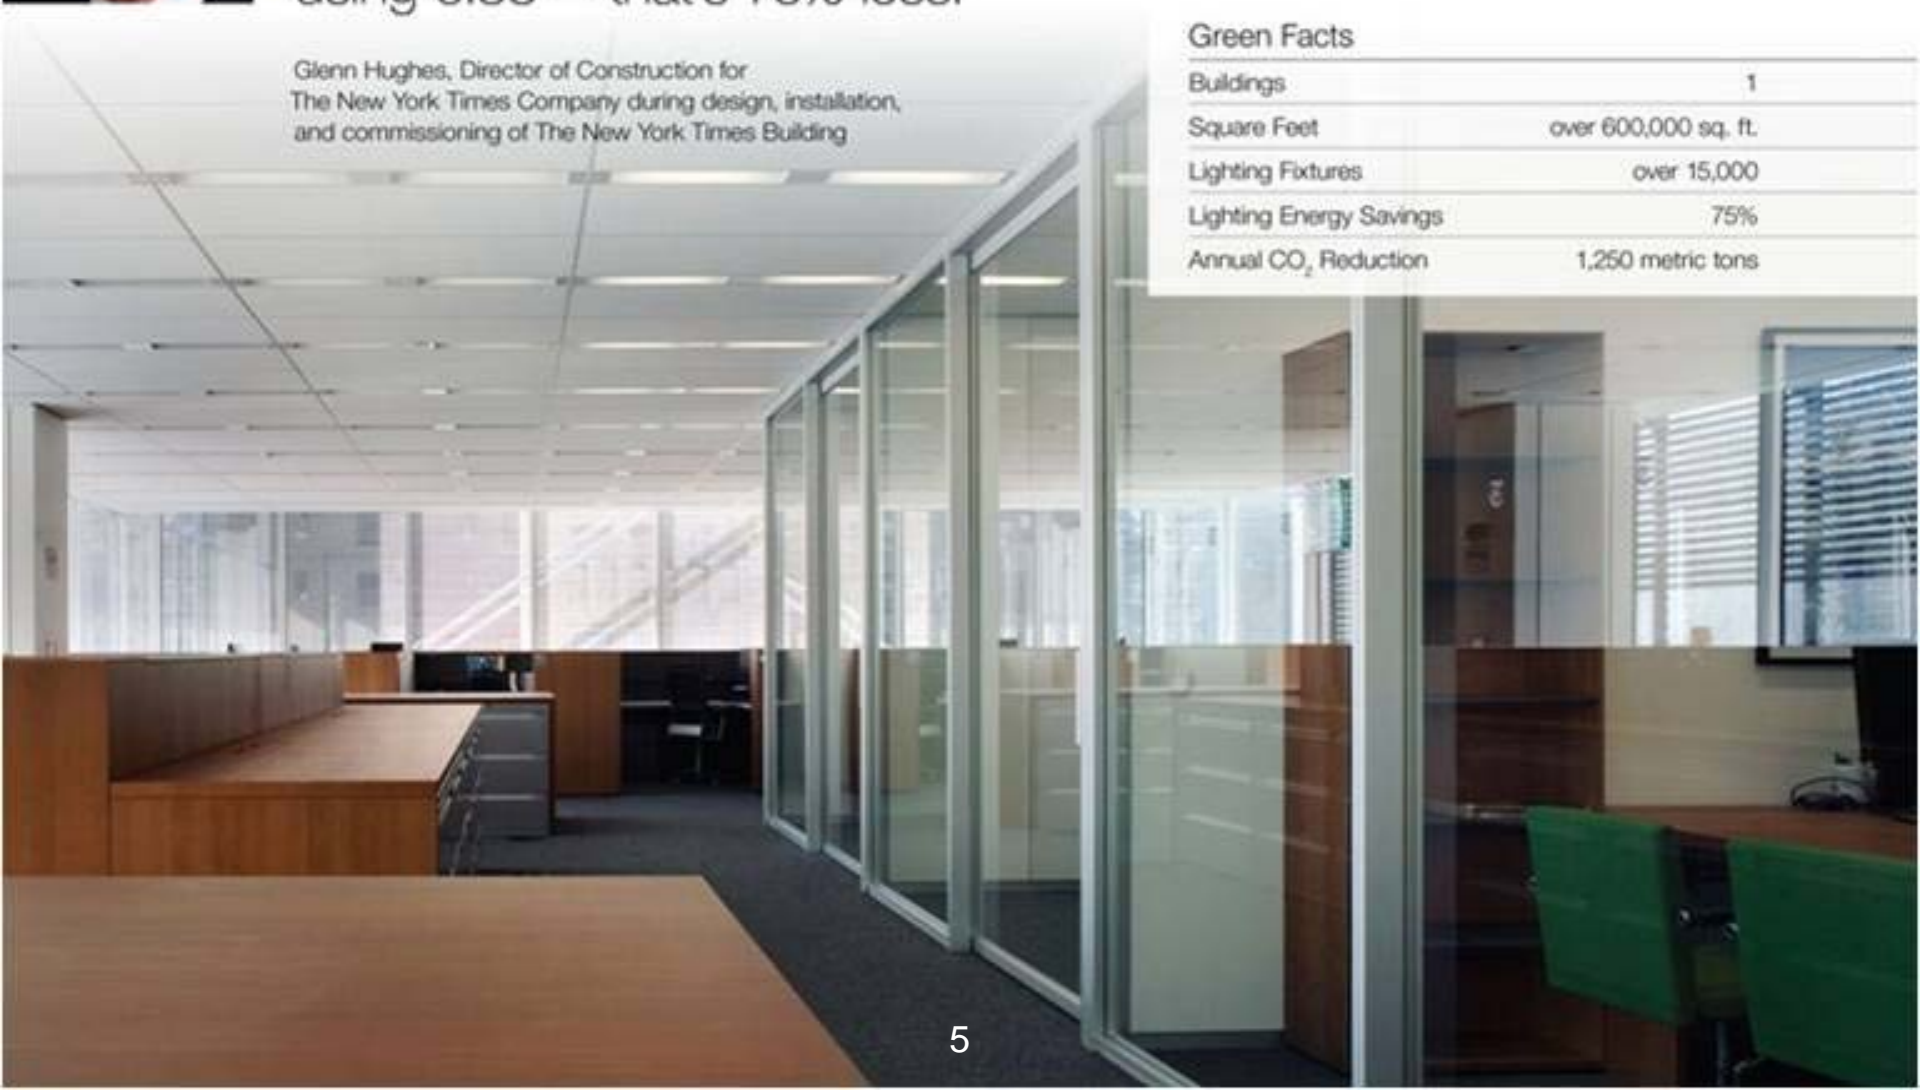 Glenn Hughes, Director of Construction for
The New York Times Company during design, installation,
and commissioning of The New York Times Building
Green Facts
Buildings 1
Square Feet over 600,000 sq. ft.
Lighting Fixtures over 15,000
Lighting Energy Savings 75%
Annual CO₂ Reduction 1,250 metric tons
5